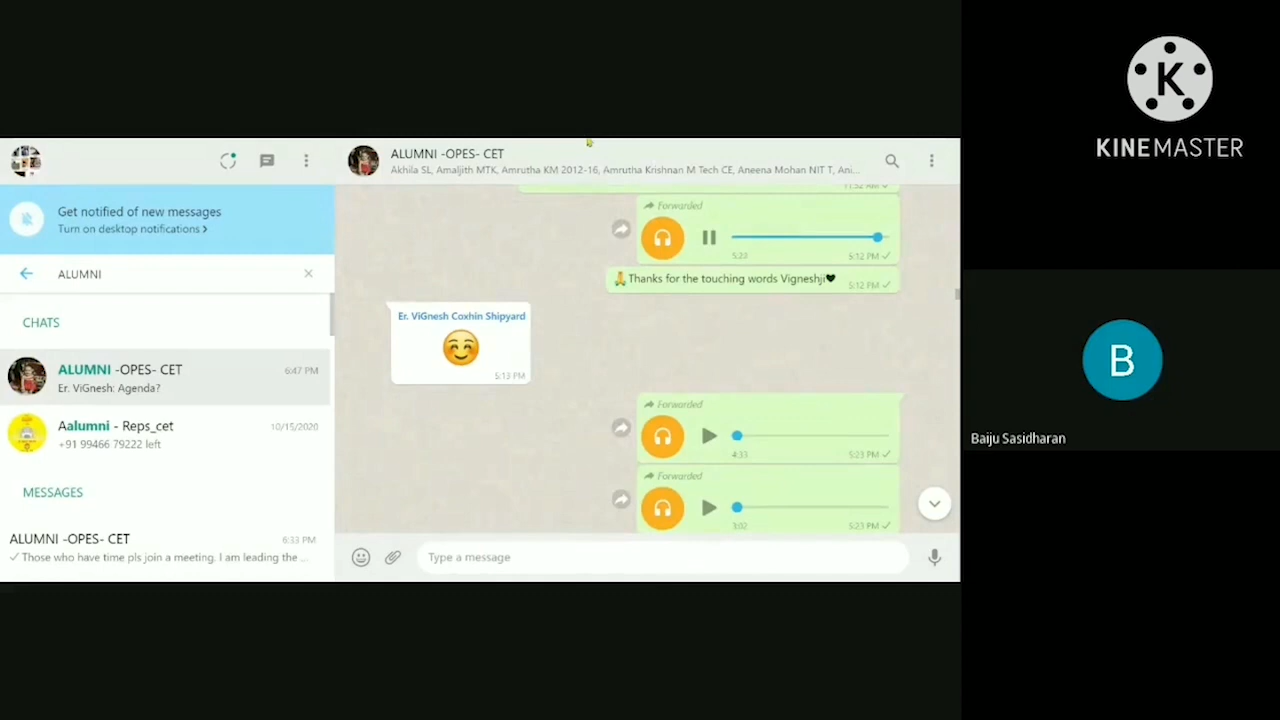 Get notified of new messages
Turn on desktop notifications >
ALUMNI
CHATS
ALUMNI -OPES- CET
6:47 PM
Er. ViGnesh: Agenda?
Aalumni - Reps_cet
10/15/2020
+91 99466 79222 left
MESSAGES
ALUMNI -OPES- CET
6:33 PM
Those who have time pls join a meeting. I am leading the ...
ALUMNI -OPES- CET
Akhila SL, Amaljith MTK, Amrutha KM 2012-16, Amrutha Krishnan M Tech CE, Aneena Mohan NIT T, Ani...
11:52 AM
Forwarded
5:23
5:12 PM
🙏Thanks for the touching words Vigneshji🖤
5:12 PM
Er. ViGnesh Coxhin Shipyard
5:13 PM
Forwarded
4:33
5:23 PM
Forwarded
3:02
5:23 PM
Type a message
K
KINEMASTER
B
Baiju Sasidharan